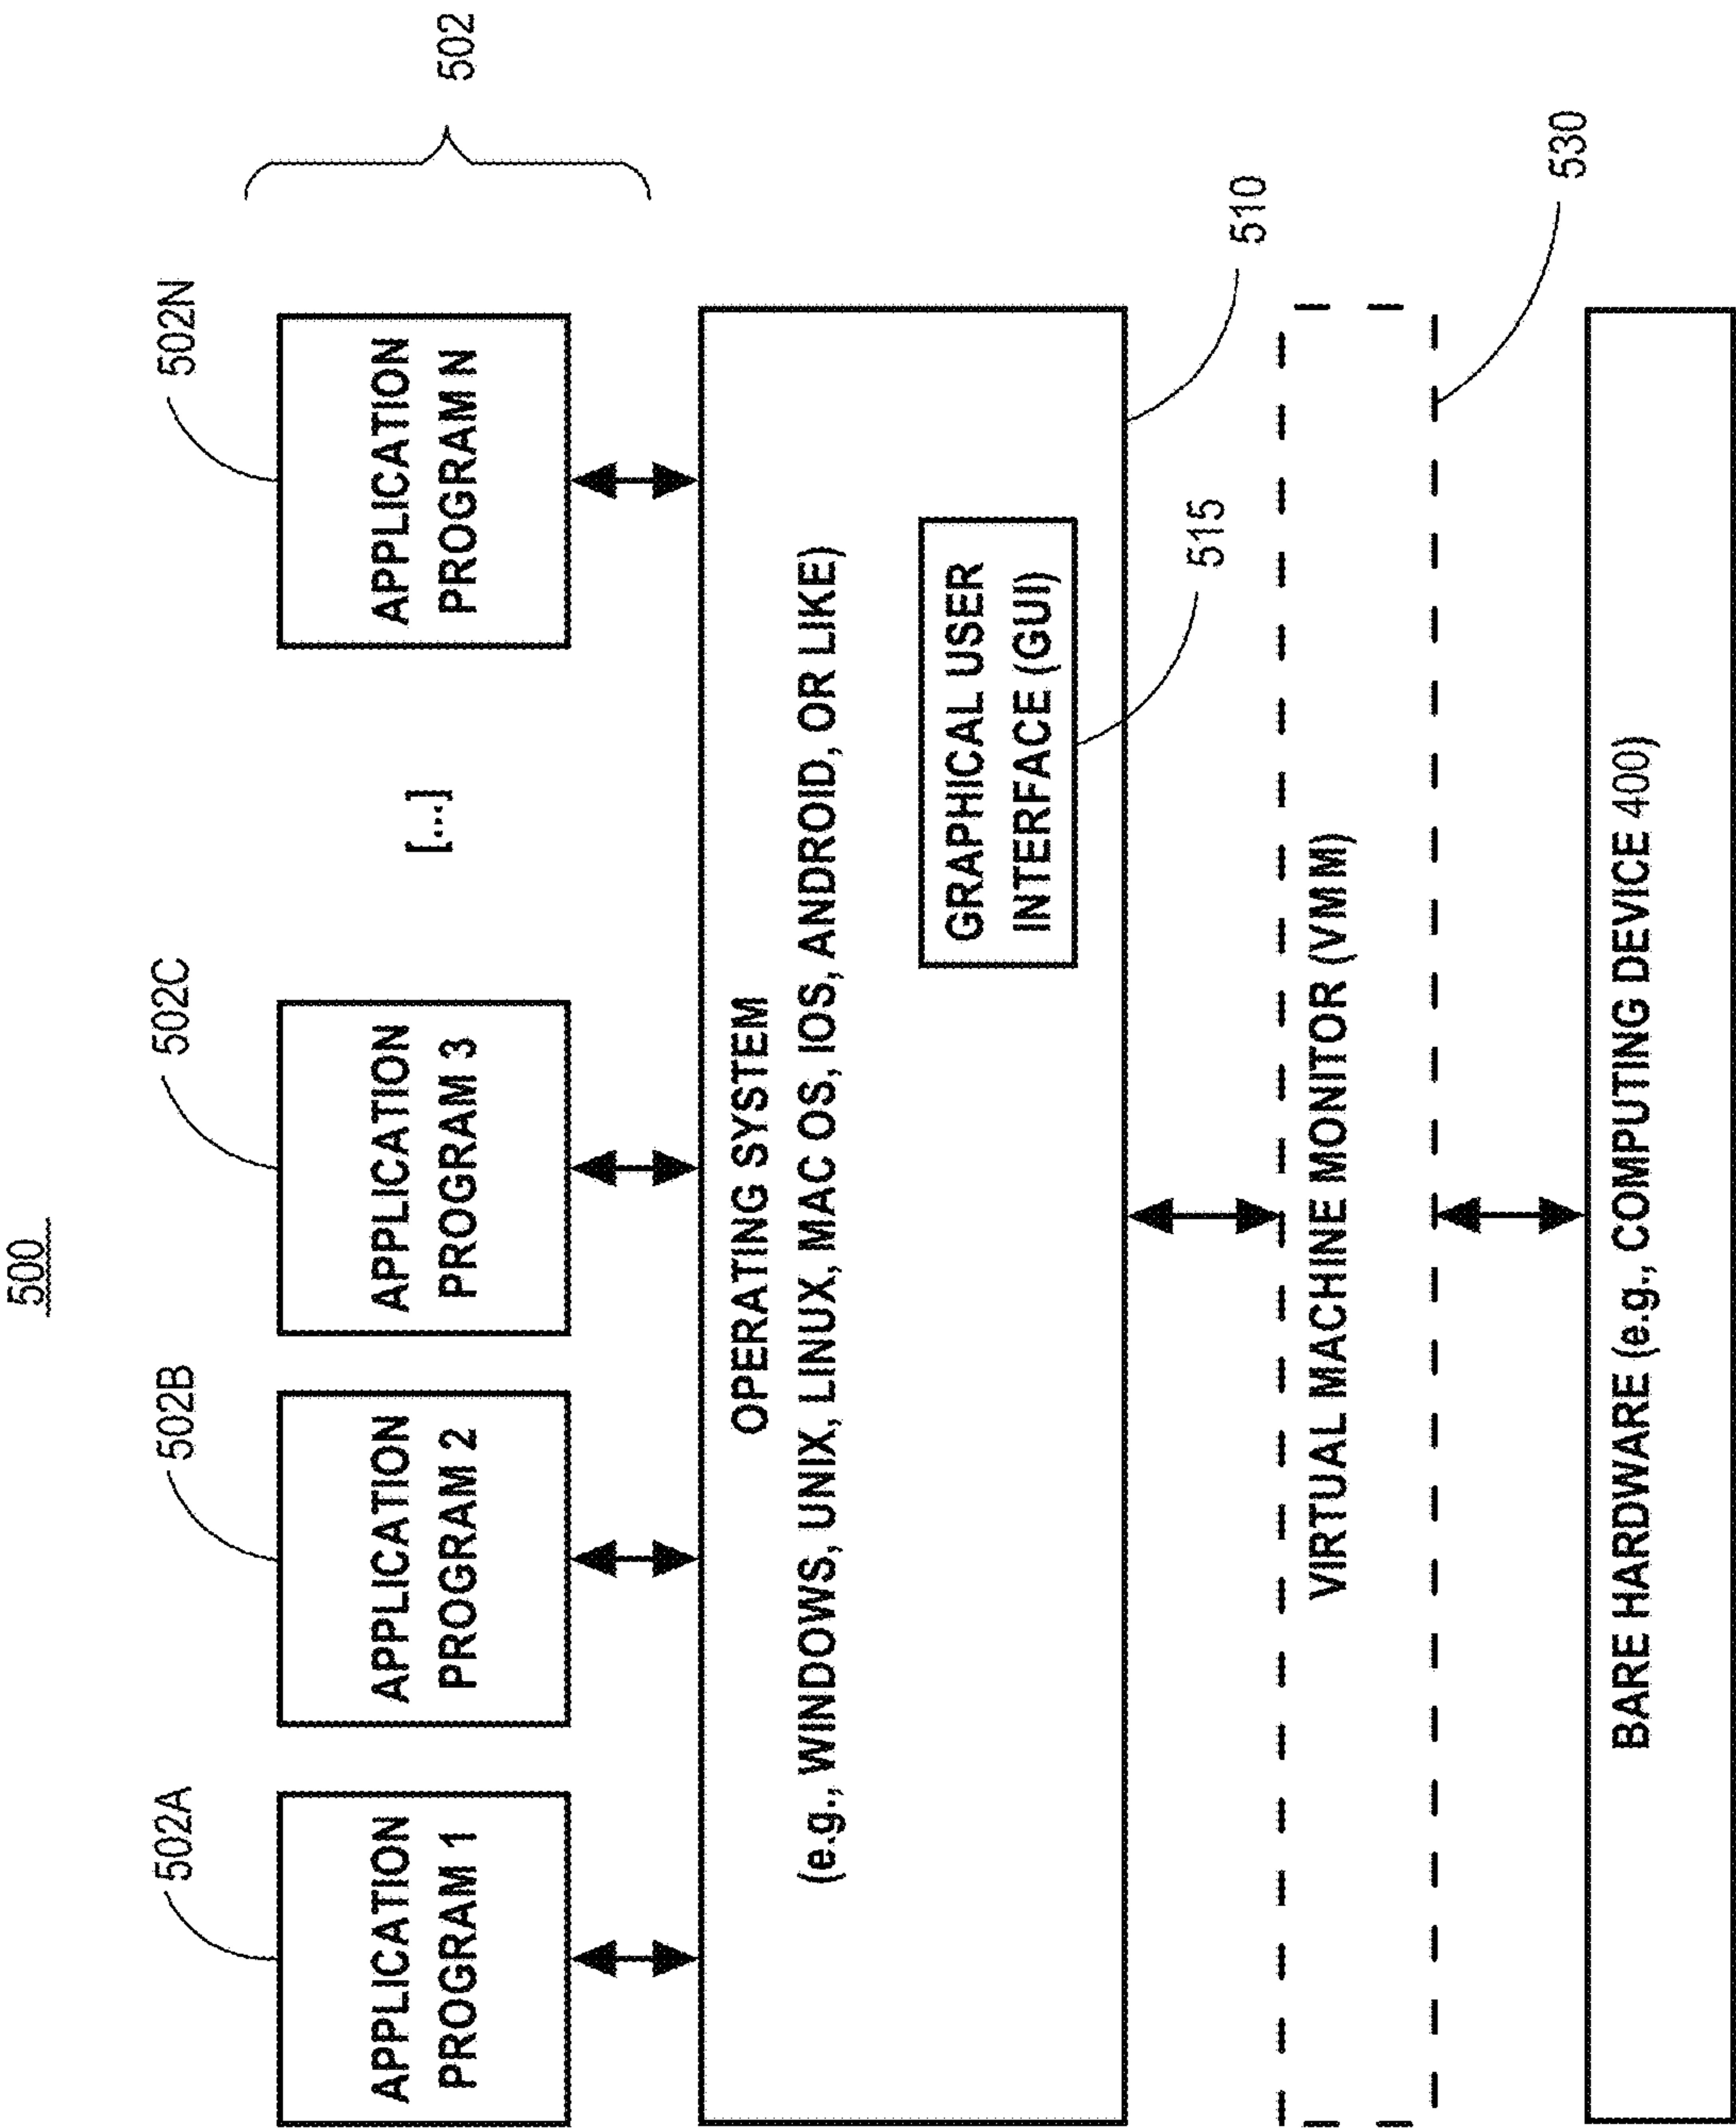 500
502
502A
502B
502C
502N
APPLICATION
PROGRAM 1
APPLICATION
PROGRAM 2
APPLICATION
PROGRAM 3
[...]
APPLICATION
PROGRAM N
OPERATING SYSTEM
(e.g., WINDOWS, UNIX, LINUX, MAC OS, IOS, ANDROID, OR LIKE)
GRAPHICAL USER
INTERFACE (GUI)
510
515
VIRTUAL MACHINE MONITOR (VMM)
530
BARE HARDWARE (e.g., COMPUTING DEVICE 400)